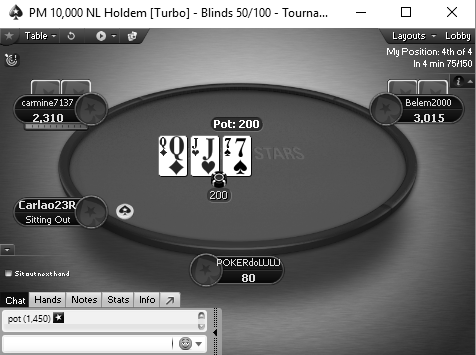 PM 10,000 NL Holdem [Turbo] - Blinds 50/100 - Tourna...
Table Layouts Lobby
My Position: 4th of 4
In 4 min 75/150
carmine7137
2,310
Belem2000
3,015
Pot: 200
Q Q J J 7 7
STARS
200
Carlao23R
Sitting Out
POKERdoLULU
80
Sit out next hand
Chat Hands Notes Stats Info
pot (1,450)